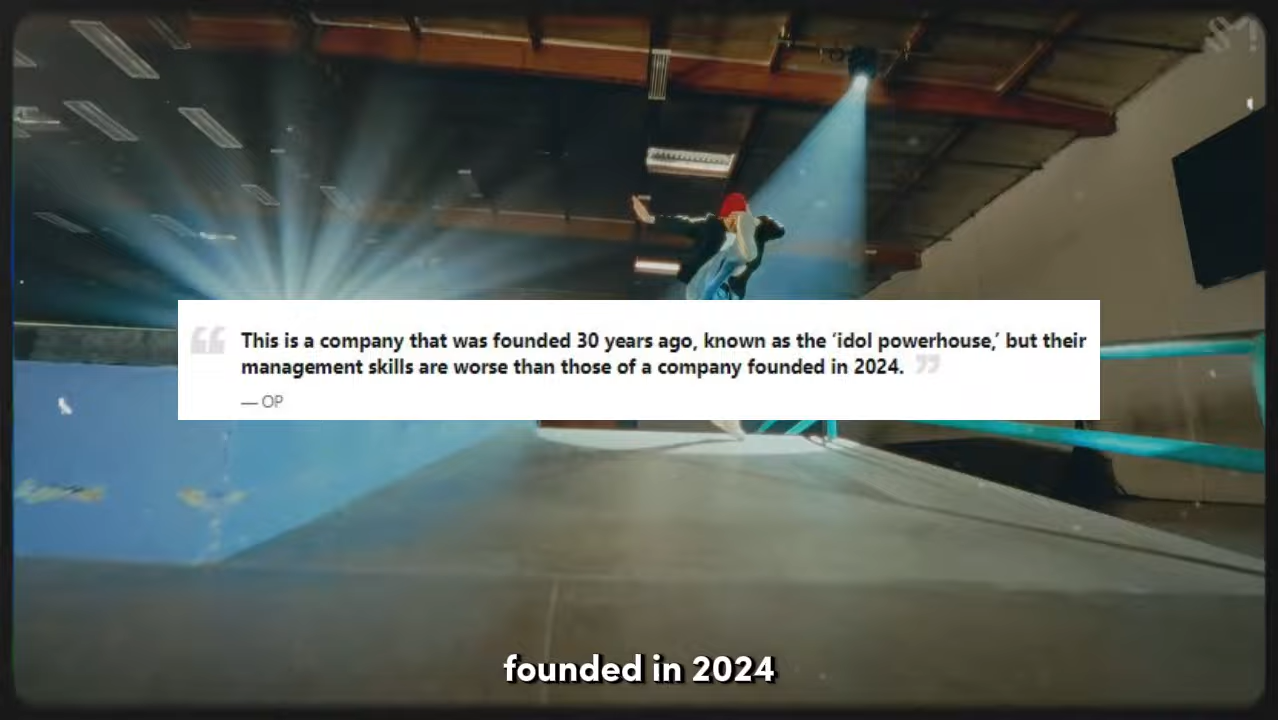 This is a company that was founded 30 years ago, known as the ‘idol powerhouse,’ but their
management skills are worse than those of a company founded in 2024.
— OP
founded in 2024